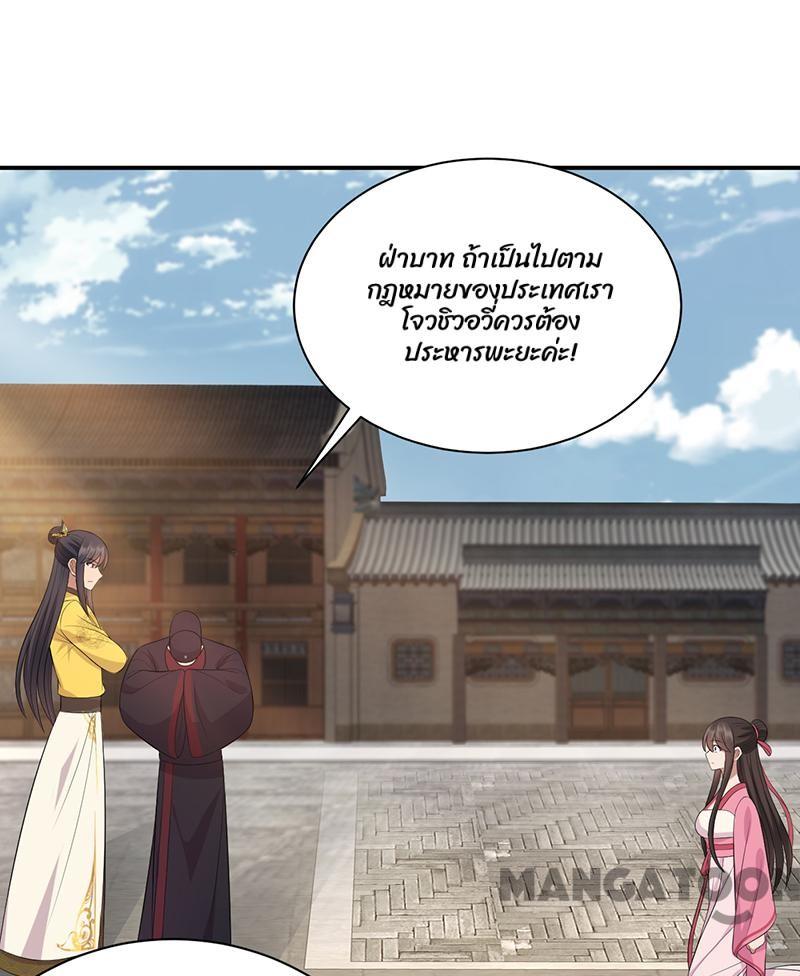 ฝ่าบาท ถ้าเป็นไปตาม
กฎหมายของประเทศเรา
โจวชิวอวี่ควรต้อง
ประหารพะยะค่ะ!
MANGATOON